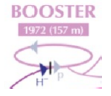 BOOSTER
1972 (157 m)
p
H⁻